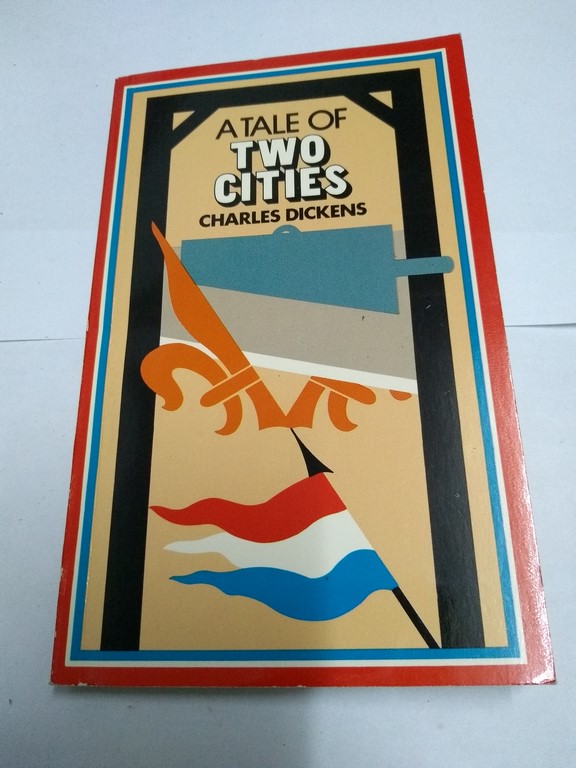 A TALE OF
TWO
CITIES
CHARLES DICKENS